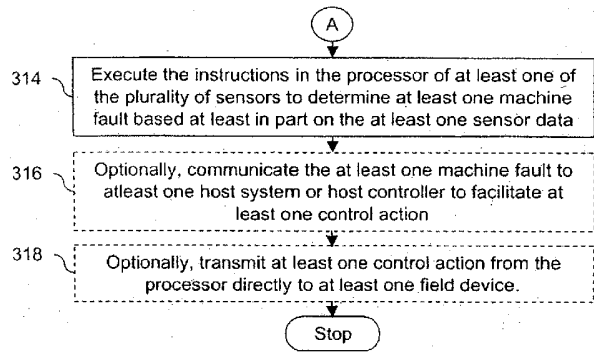 A
314
Execute the instructions in the processor of at least one of
the plurality of sensors to determine at least one machine
fault based at least in part on the at least one sensor data
316
Optionally, communicate the at least one machine fault to
atleast one host system or host controller to facilitate at
least one control action
318
Optionally, transmit at least one control action from the
processor directly to at least one field device.
Stop